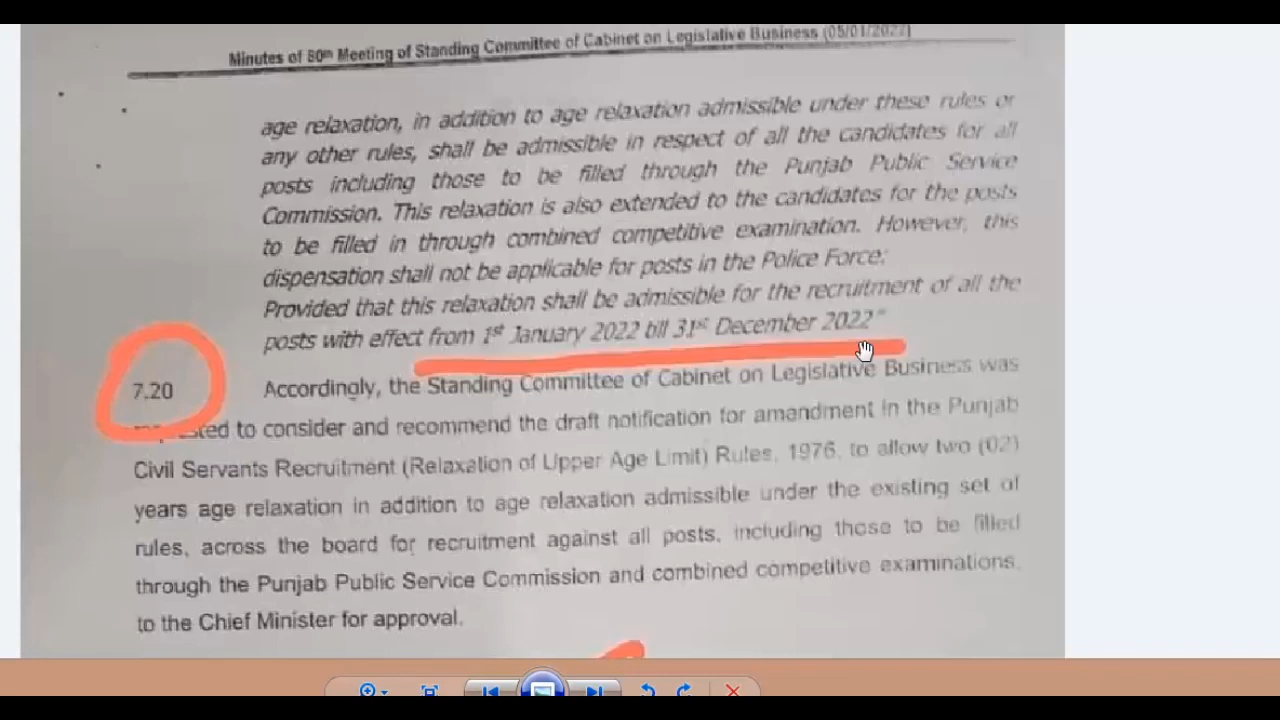 Minutes of 80th Meeting of Standing Committee of Cabinet on Legislative Business (05/01/2022)
age relaxation, in addition to age relaxation admissible under these rules or
any other rules, shall be admissible in respect of all the candidates for all
posts including those to be filled through the Punjab Public Service
Commission. This relaxation is also extended to the candidates for the posts
to be filled in through combined competitive examination. However, this
dispensation shall not be applicable for posts in the Police Force:
Provided that this relaxation shall be admissible for the recruitment of all the
posts with effect from 1st January 2022 till 31st December 2022"
7.20 Accordingly, the Standing Committee of Cabinet on Legislative Business was
to consider and recommend the draft notification for amendment in the Punjab
Civil Servants Recruitment (Relaxation of Upper Age Limit) Rules, 1976, to allow two (02)
years age relaxation in addition to age relaxation admissible under the existing set of
rules, across the board for recruitment against all posts, including those to be filled
through the Punjab Public Service Commission and combined competitive examinations,
to the Chief Minister for approval.